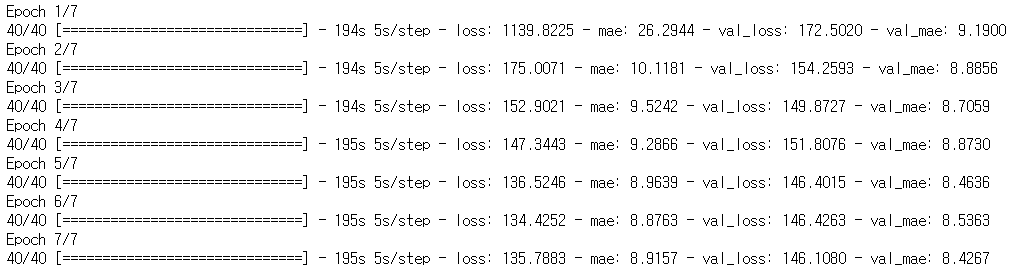 Epoch 1/7
40/40 [==============================] - 194s 5s/step - loss: 1139.8225 - mae: 26.2944 - val_loss: 172.5020 - val_mae: 9.1900
Epoch 2/7
40/40 [==============================] - 194s 5s/step - loss: 175.0071 - mae: 10.1181 - val_loss: 154.2593 - val_mae: 8.8856
Epoch 3/7
40/40 [==============================] - 194s 5s/step - loss: 152.9021 - mae: 9.5242 - val_loss: 149.8727 - val_mae: 8.7059
Epoch 4/7
40/40 [==============================] - 195s 5s/step - loss: 147.3443 - mae: 9.2866 - val_loss: 151.8076 - val_mae: 8.8730
Epoch 5/7
40/40 [==============================] - 195s 5s/step - loss: 136.5246 - mae: 8.9639 - val_loss: 146.4015 - val_mae: 8.4636
Epoch 6/7
40/40 [==============================] - 195s 5s/step - loss: 134.4252 - mae: 8.8763 - val_loss: 146.4263 - val_mae: 8.5363
Epoch 7/7
40/40 [==============================] - 195s 5s/step - loss: 135.7883 - mae: 8.9157 - val_loss: 146.1080 - val_mae: 8.4267